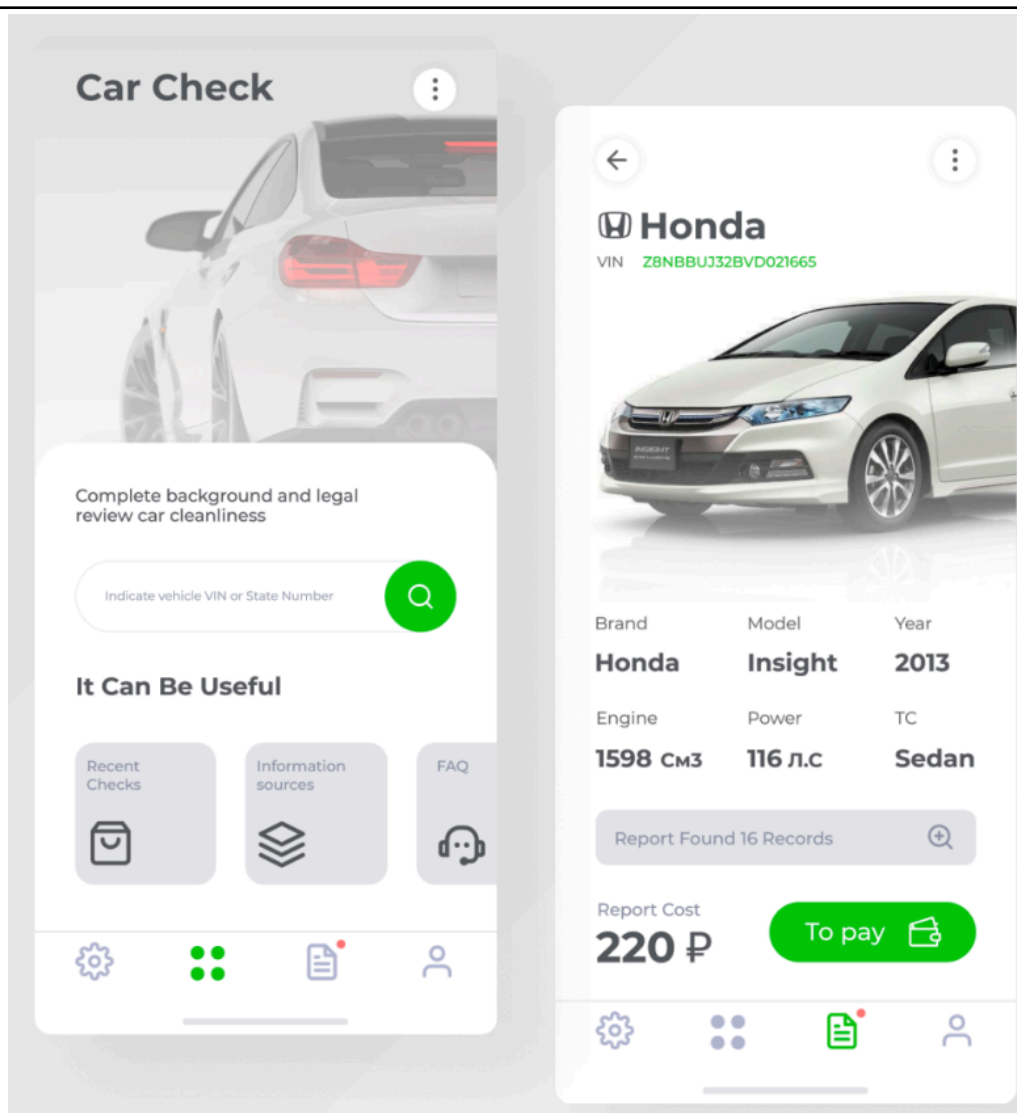 Car Check
Complete background and legal
review car cleanliness
Indicate vehicle VIN or State Number
It Can Be Useful
Recent
Checks
Information
sources
FAQ
Honda
VIN Z8NBBUJ32BVD021665
INSIGHT
Brand Model Year
Honda Insight 2013
Engine Power TC
1598 См3 116 л.с Sedan
Report Found 16 Records
Report Cost
220 ₽
To pay